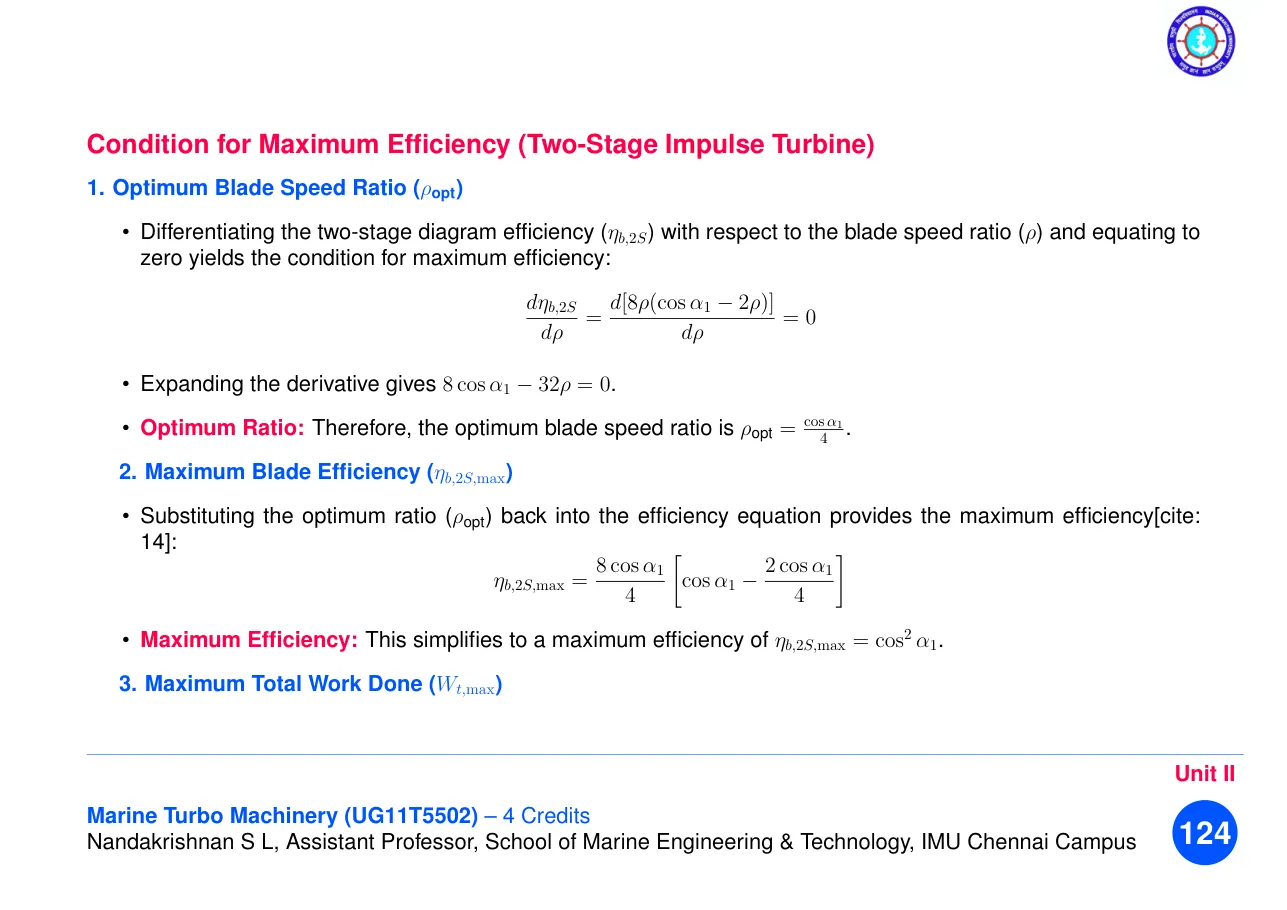 Condition for Maximum Efficiency (Two-Stage Impulse Turbine)
1. Optimum Blade Speed Ratio (ρopt)
• Differentiating the two-stage diagram efficiency (ηb,2S) with respect to the blade speed ratio (ρ) and equating to
zero yields the condition for maximum efficiency:
dηb,2S/dρ = d[8ρ(cos α1 − 2ρ)]/dρ = 0
• Expanding the derivative gives 8 cos α1 − 32ρ = 0.
• Optimum Ratio: Therefore, the optimum blade speed ratio is ρopt = cos α1/4.
2. Maximum Blade Efficiency (ηb,2S,max)
• Substituting the optimum ratio (ρopt) back into the efficiency equation provides the maximum efficiency[cite:
14]:
ηb,2S,max = 8 cos α1/4 [cos α1 − 2 cos α1/4]
• Maximum Efficiency: This simplifies to a maximum efficiency of ηb,2S,max = cos² α1.
3. Maximum Total Work Done (Wt,max)
Unit II
Marine Turbo Machinery (UG11T5502) – 4 Credits
Nandakrishnan S L, Assistant Professor, School of Marine Engineering & Technology, IMU Chennai Campus
124